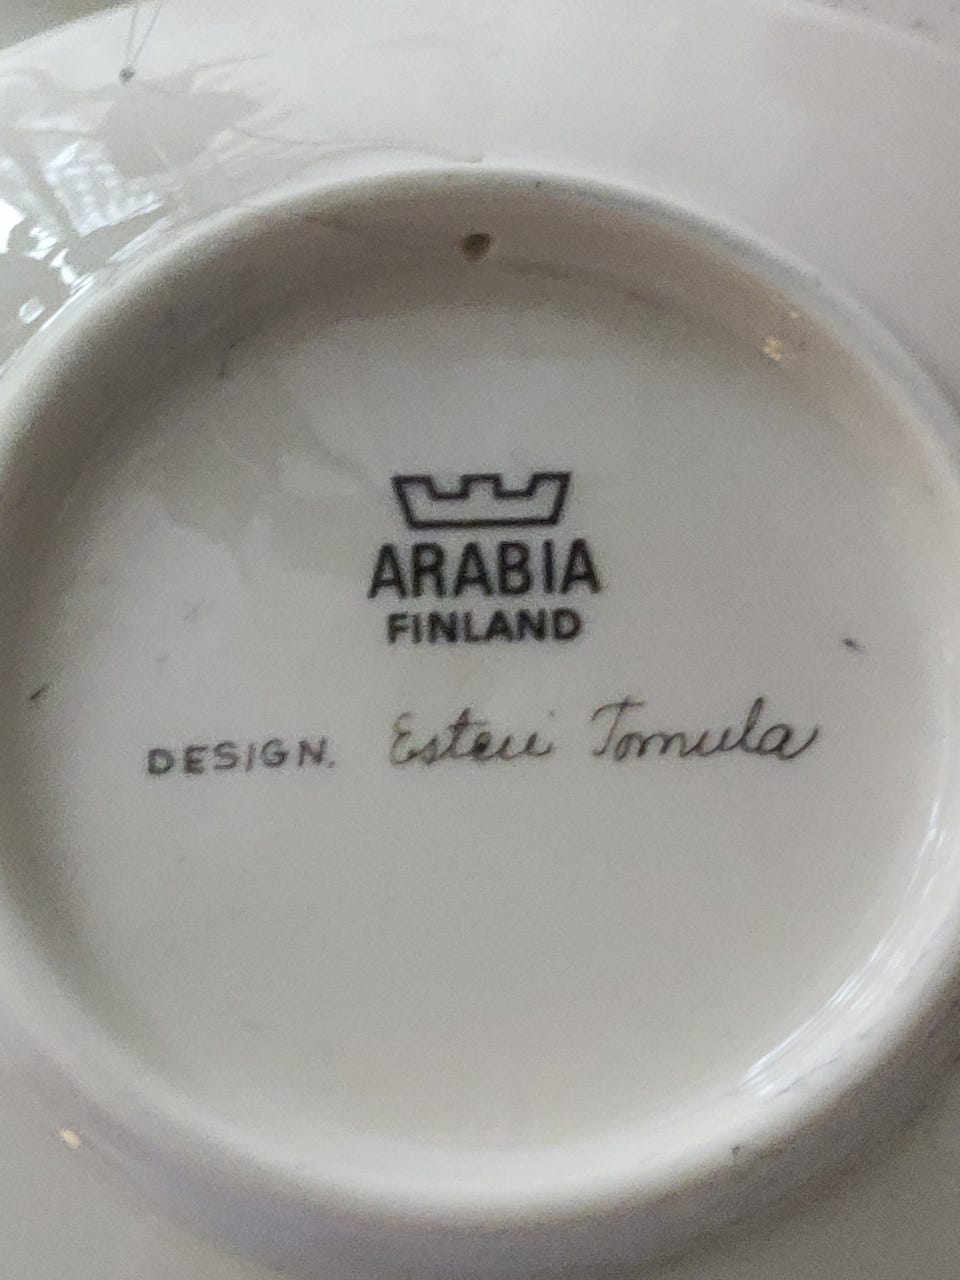 ARABIA
FINLAND
DESIGN. Esteri Tomula